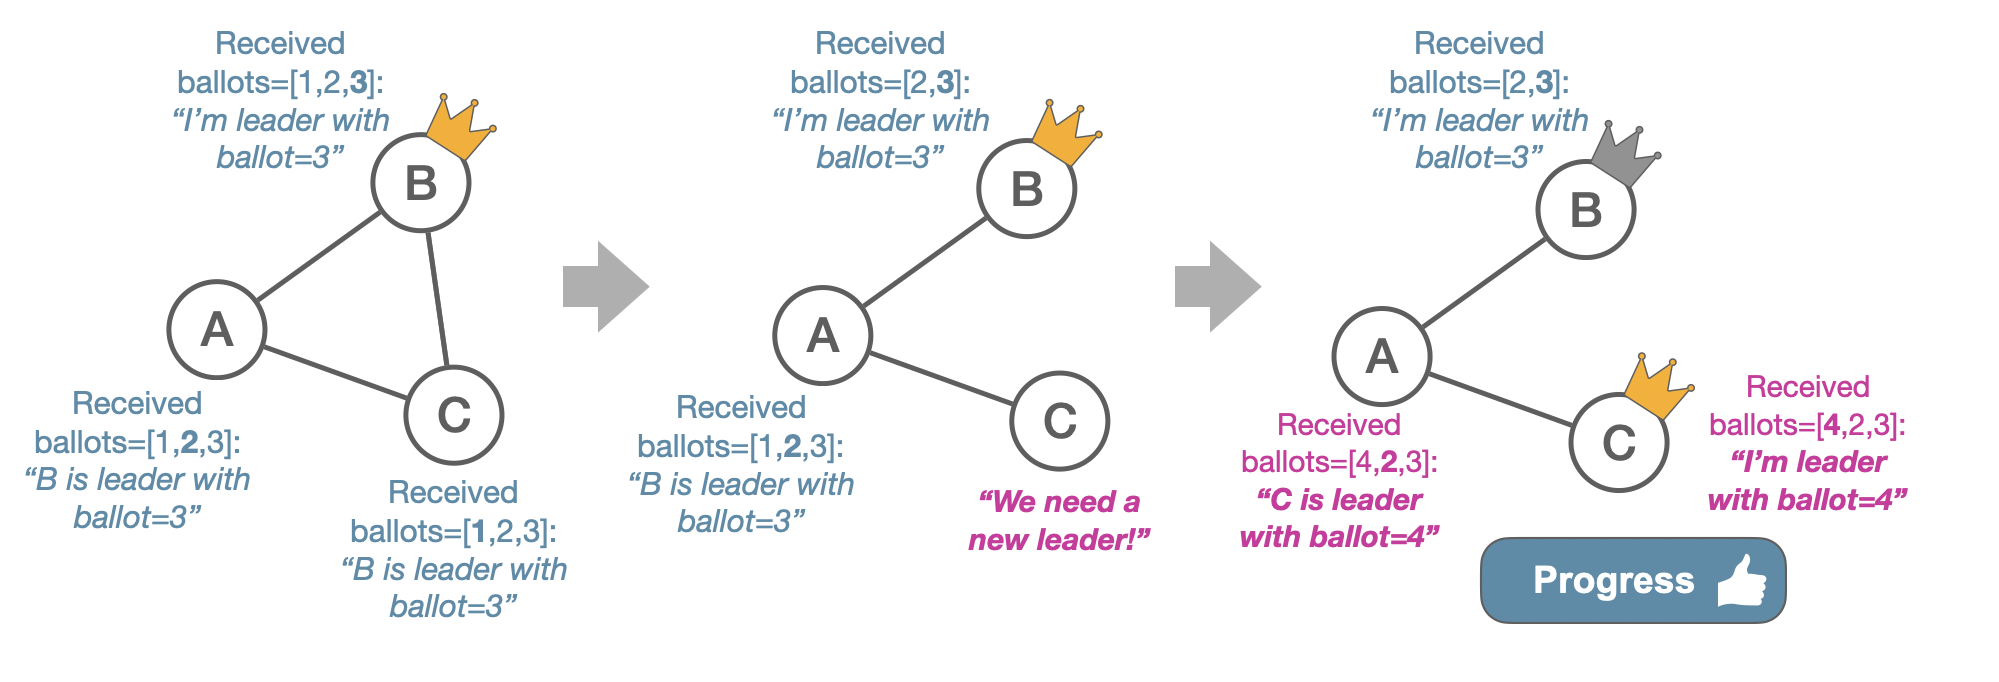 Received
ballots=[1,2,3]:
“I’m leader with
ballot=3”
B
A
C
Received
ballots=[1,2,3]:
“B is leader with
ballot=3”
Received
ballots=[1,2,3]:
“B is leader with
ballot=3”
Received
ballots=[2,3]:
“I’m leader with
ballot=3”
B
A
C
Received
ballots=[1,2,3]:
“B is leader with
ballot=3”
“We need a
new leader!”
Received
ballots=[2,3]:
“I’m leader with
ballot=3”
B
A
C
Received
ballots=[4,2,3]:
“C is leader
with ballot=4”
Received
ballots=[4,2,3]:
“I’m leader
with ballot=4”
Progress